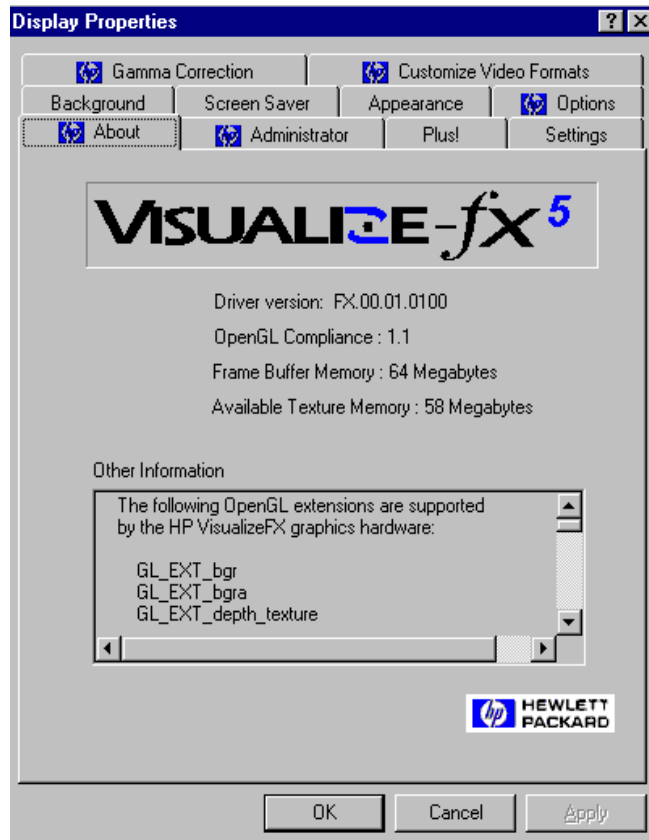 Display Properties
Gamma Correction
Customize Video Formats
Background
Screen Saver
Appearance
Options
About
Administrator
Plus!
Settings
VISUALIZE-fx5
Driver version: FX.00.01.0100
OpenGL Compliance : 1.1
Frame Buffer Memory : 64 Megabytes
Available Texture Memory : 58 Megabytes
Other Information
The following OpenGL extensions are supported
by the HP VisualizeFX graphics hardware:
GL_EXT_bgr
GL_EXT_bgra
GL_EXT_depth_texture
hp HEWLETT
PACKARD
OK
Cancel
Apply